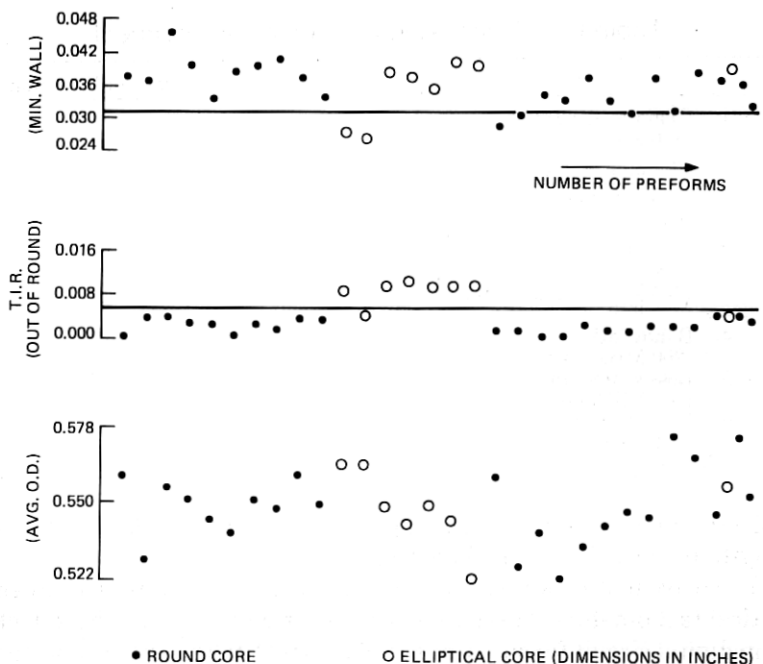 0.048
0.042
0.036
0.030
0.024
(MIN. WALL)
NUMBER OF PREFORMS
0.016
0.008
0.000
T.I.R.
(OUT OF ROUND)
0.578
0.550
0.522
(AVG. O.D.)
ROUND CORE
ELLIPTICAL CORE (DIMENSIONS IN INCHES)